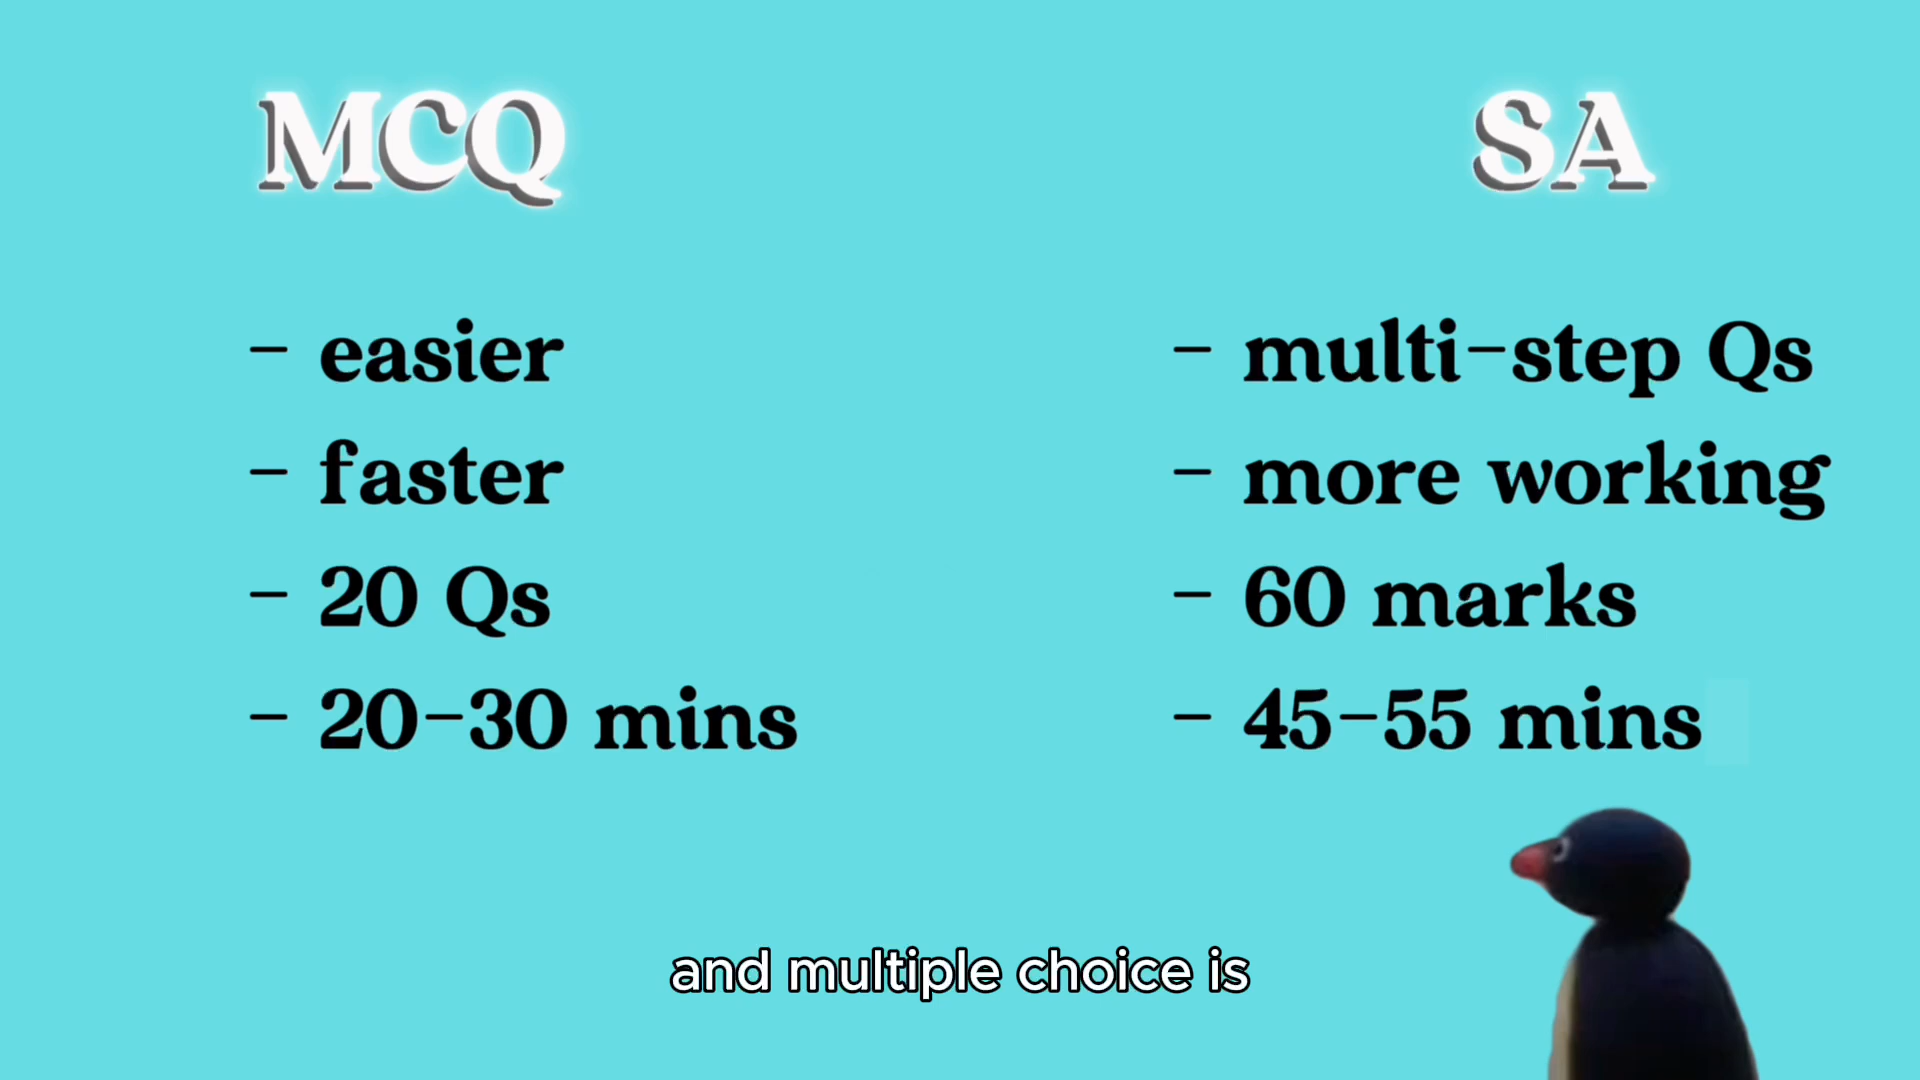 MCQ
- easier
- faster
- 20 Qs
- 20-30 mins
SA
- multi-step Qs
- more working
- 60 marks
- 45-55 mins
and multiple choice is